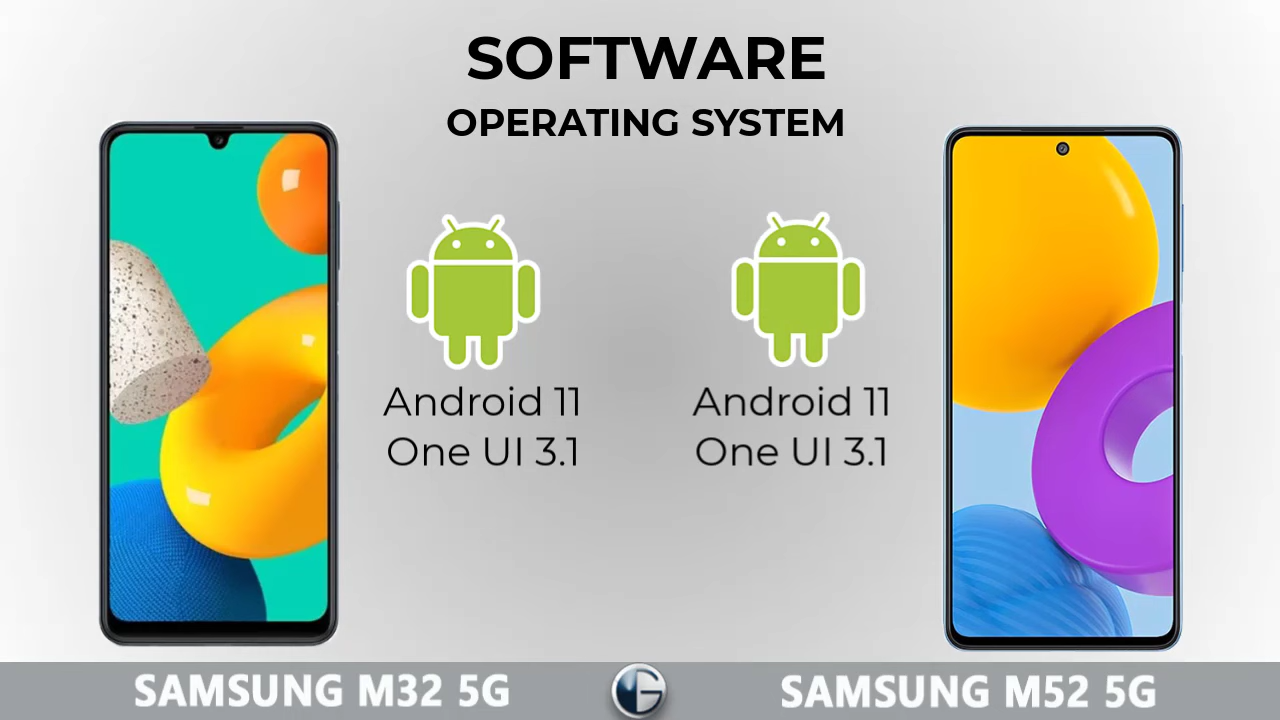 SOFTWARE
OPERATING SYSTEM
Android 11
One UI 3.1
Android 11
One UI 3.1
SAMSUNG M32 5G
SAMSUNG M52 5G